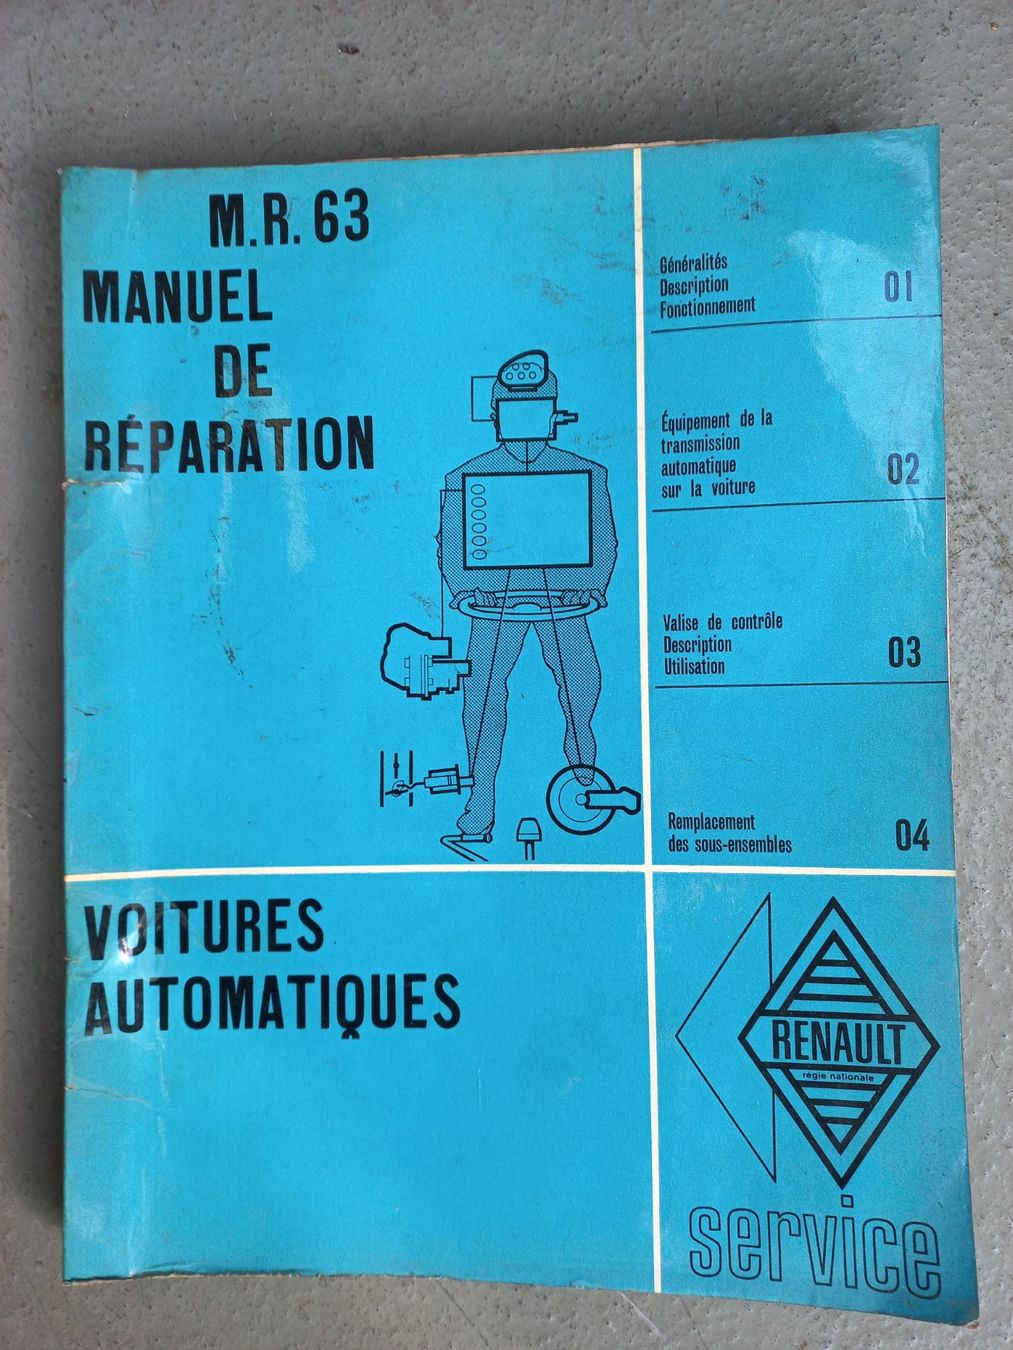 M.R. 63
MANUEL
DE
RÉPARATION
Généralités
Description
Fonctionnement
01
Équipement de la
transmission
automatique
sur la voiture
02
Valise de contrôle
Description
Utilisation
03
Remplacement
des sous-ensembles
04
VOITURES
AUTOMATIQUES
RENAULT
régie nationale
service